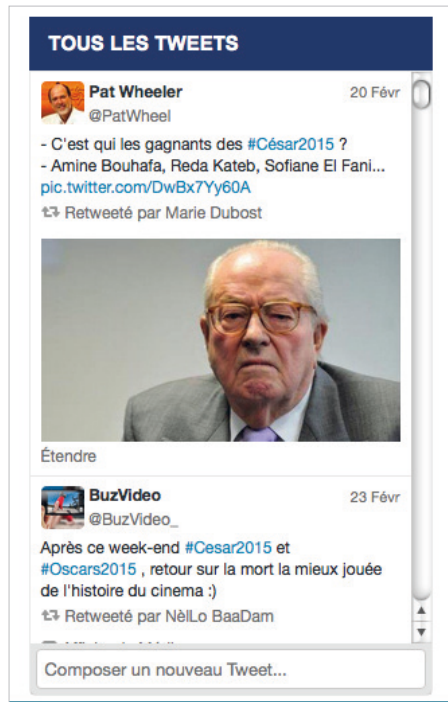 TOUS LES TWEETS
Pat Wheeler 20 Févr
@PatWheel
- C'est qui les gagnants des #César2015 ?
- Amine Bouhafa, Reda Kateb, Sofiane El Fani...
pic.twitter.com/DwBx7Yy60A
Retweeté par Marie Dubost
Étendre
BuzVideo 23 Févr
@BuzVideo_
Après ce week-end #Cesar2015 et
#Oscars2015 , retour sur la mort la mieux jouée
de l'histoire du cinema :)
Retweeté par NèlLo BaaDam
Composer un nouveau Tweet...